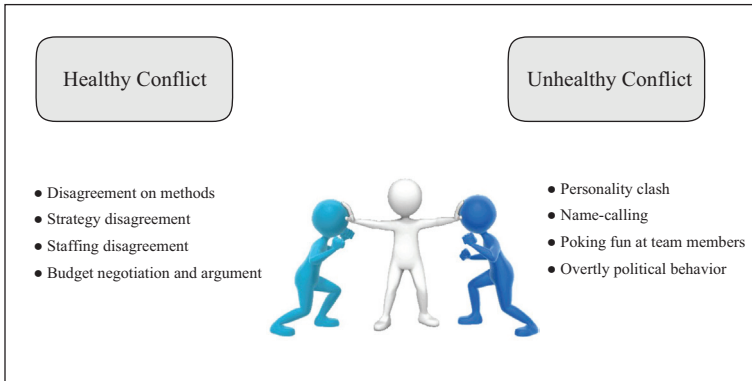 Healthy Conflict
● Disagreement on methods
● Strategy disagreement
● Staffing disagreement
● Budget negotiation and argument
Unhealthy Conflict
● Personality clash
● Name-calling
● Poking fun at team members
● Overtly political behavior